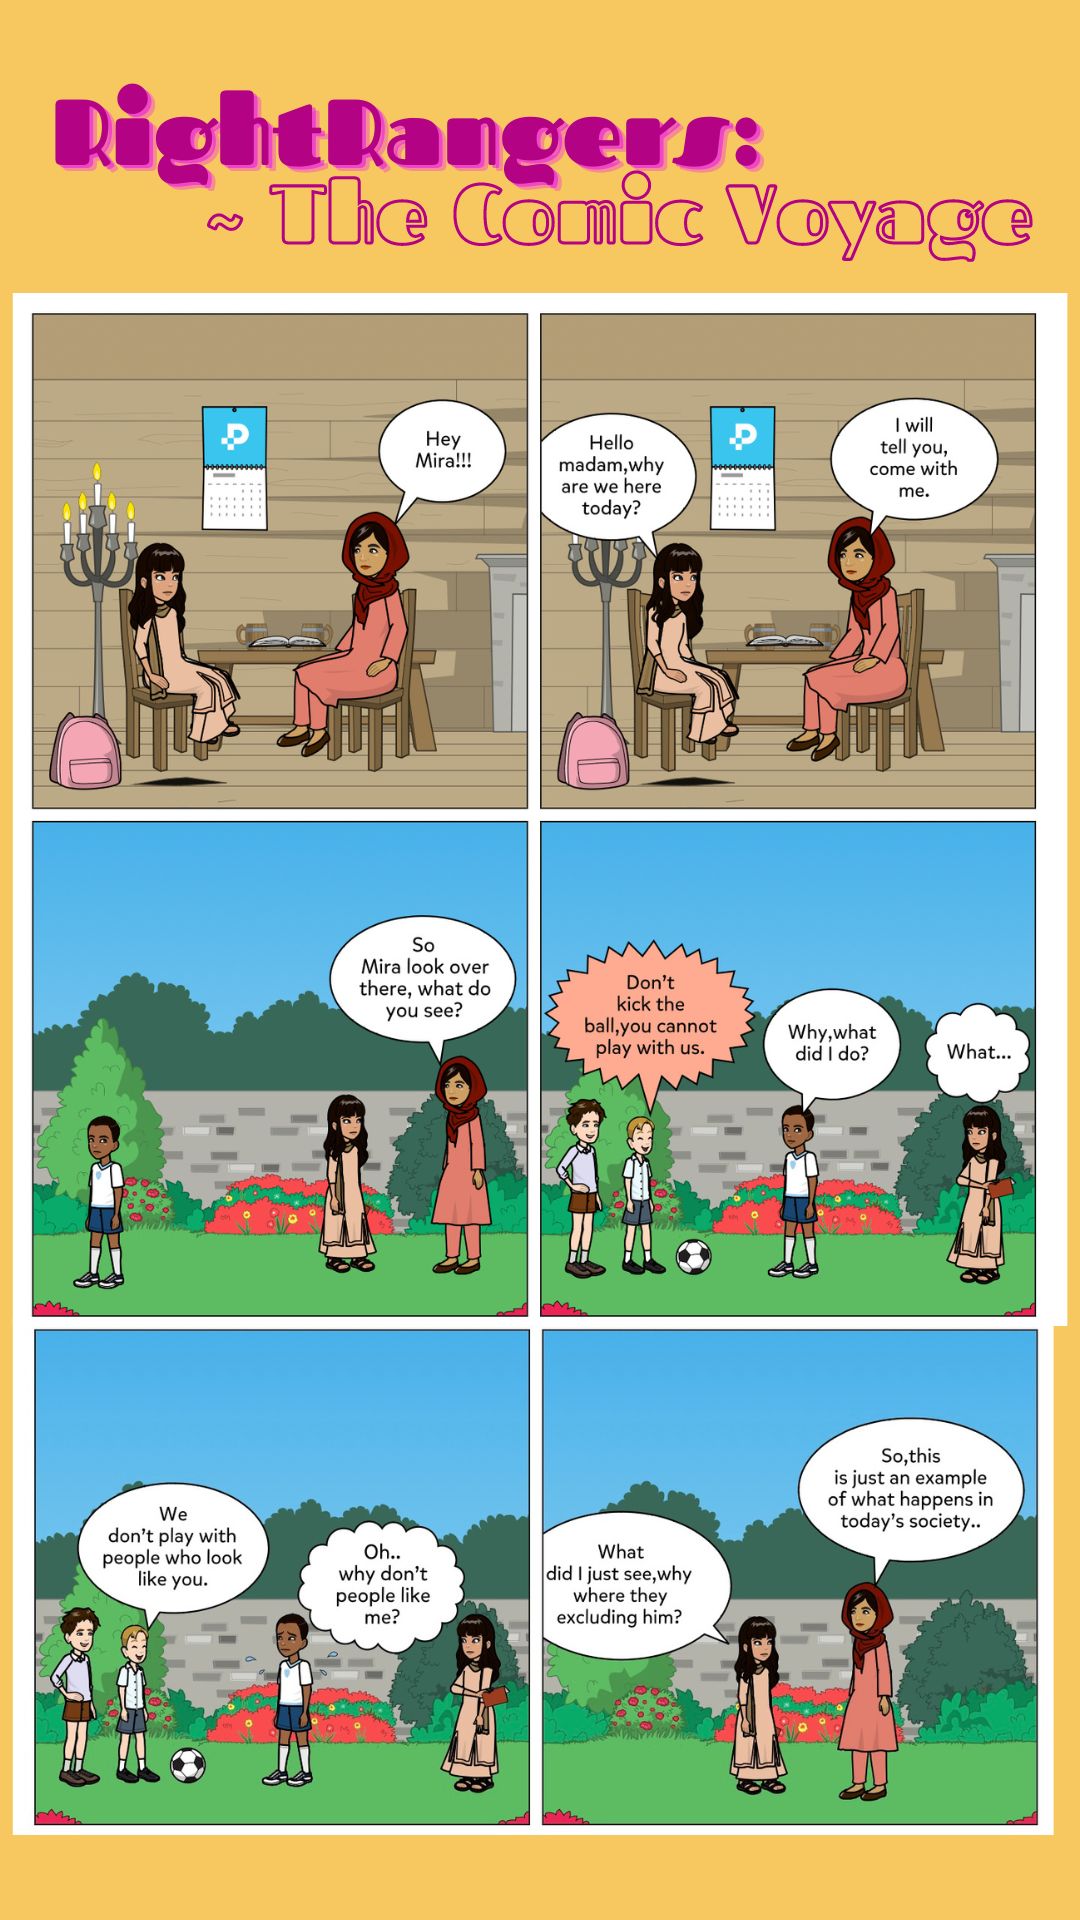 RightRangers:
~ The Comic Voyage
Hey
Mira!!!
Hello
madam,why
are we here
today?
I will
tell you,
come with
me.
So
Mira look over
there, what do
you see?
Don't
kick the
ball,you cannot
play with us.
Why,what
did I do?
What...
We
don't play with
people who look
like you.
Oh..
why don't
people like
me?
What
did I just see,why
where they
excluding him?
So,this
is just an example
of what happens in
today's society..